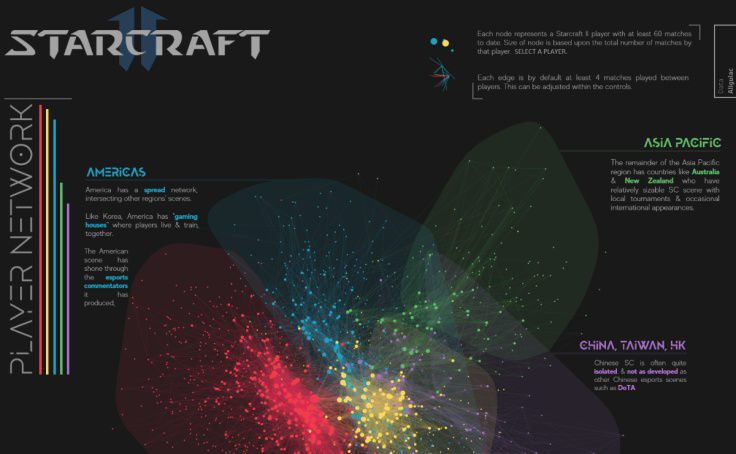 STARCRAFT
II
Each node represents a Starcraft II player with at least 60 matches
to date. Size of node is based upon the total number of matches by
that player. SELECT A PLAYER.
Each edge is by default at least 4 matches played between
players. This can be adjusted within the controls.
Data
Aligulac
PLAYER NETWORK
AMERICAS
America has a spread network,
intersecting other regions' scenes.
Like Korea, America has "gaming
houses" where players live & train,
together.
The American
scene has
shone through
the esports
commentators
it has
produced,
ASIA PACIFIC
The remainder of the Asia Pacific
region has countries like Australia
& New Zealand who have
relatively sizable SC scene with
local tournaments & occasional
international appearances.
CHINA, TAIWAN, HK
Chinese SC is often quite
isolated & not as developed as
other Chinese esports scenes
such as DoTA